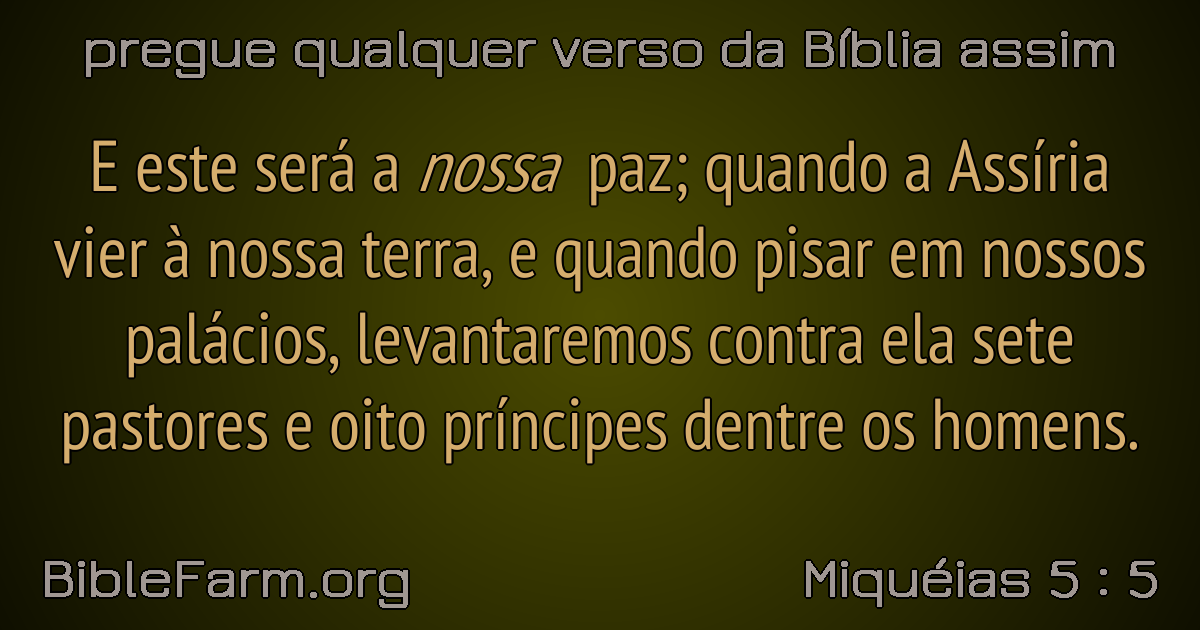 pregue qualquer verso da Bíblia assim
E este será a nossa paz; quando a Assíria
vier à nossa terra, e quando pisar em nossos
palácios, levantaremos contra ela sete
pastores e oito príncipes dentre os homens.
BibleFarm.org
Miquéias 5 : 5